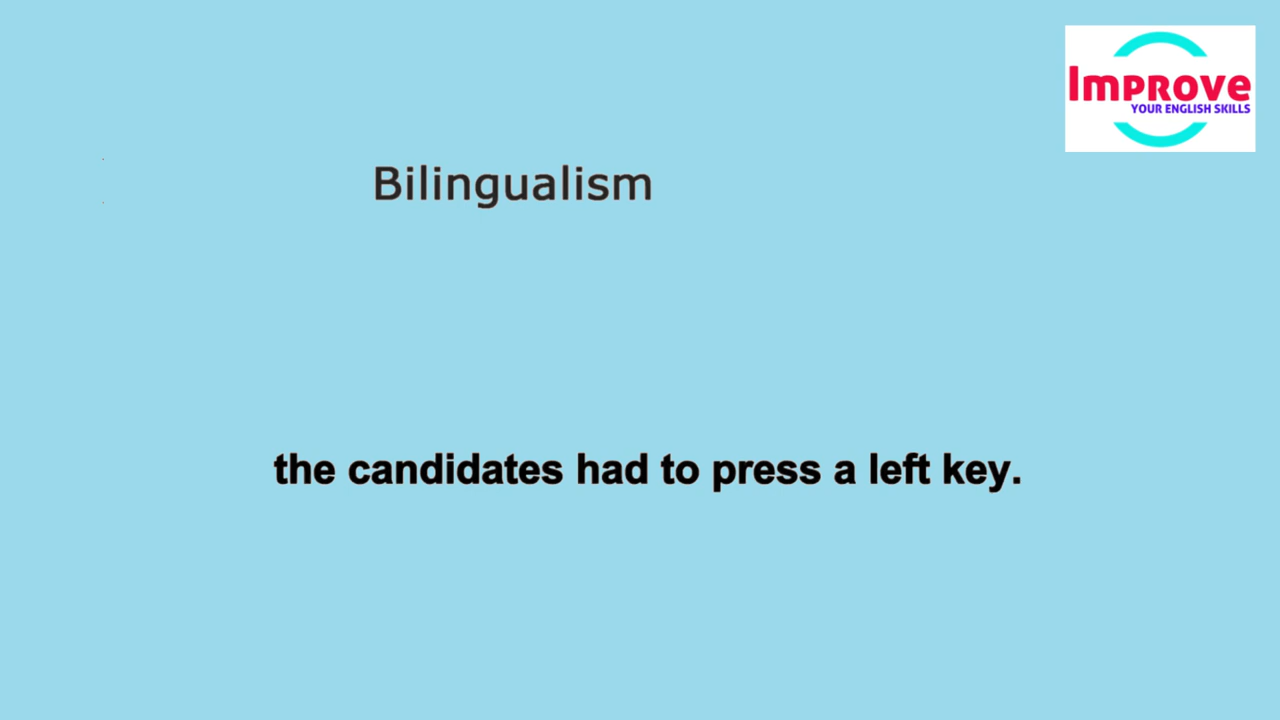 Improve
YOUR ENGLISH SKILLS
Bilingualism
the candidates had to press a left key.